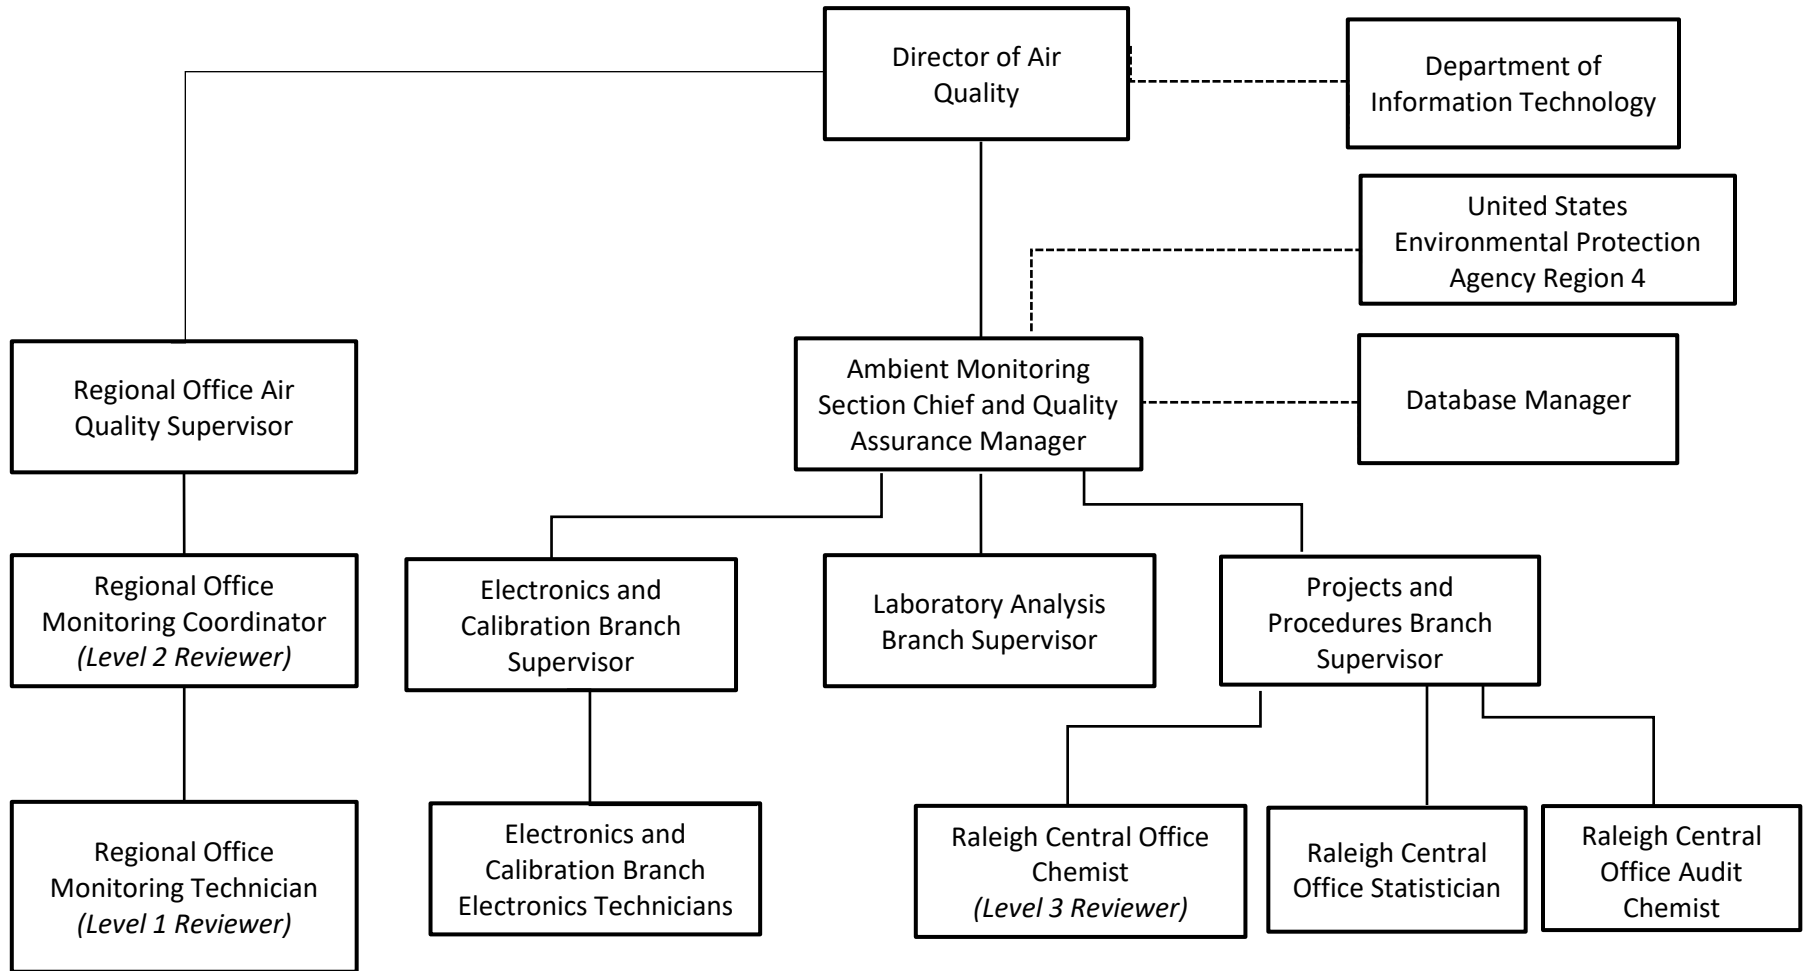 Director of Air
Quality
Department of
Information Technology
United States
Environmental Protection
Agency Region 4
Regional Office Air
Quality Supervisor
Ambient Monitoring
Section Chief and Quality
Assurance Manager
Database Manager
Regional Office
Monitoring Coordinator
(Level 2 Reviewer)
Electronics and
Calibration Branch
Supervisor
Laboratory Analysis
Branch Supervisor
Projects and
Procedures Branch
Supervisor
Regional Office
Monitoring Technician
(Level 1 Reviewer)
Electronics and
Calibration Branch
Electronics Technicians
Raleigh Central Office
Chemist
(Level 3 Reviewer)
Raleigh Central
Office Statistician
Raleigh Central
Office Audit
Chemist